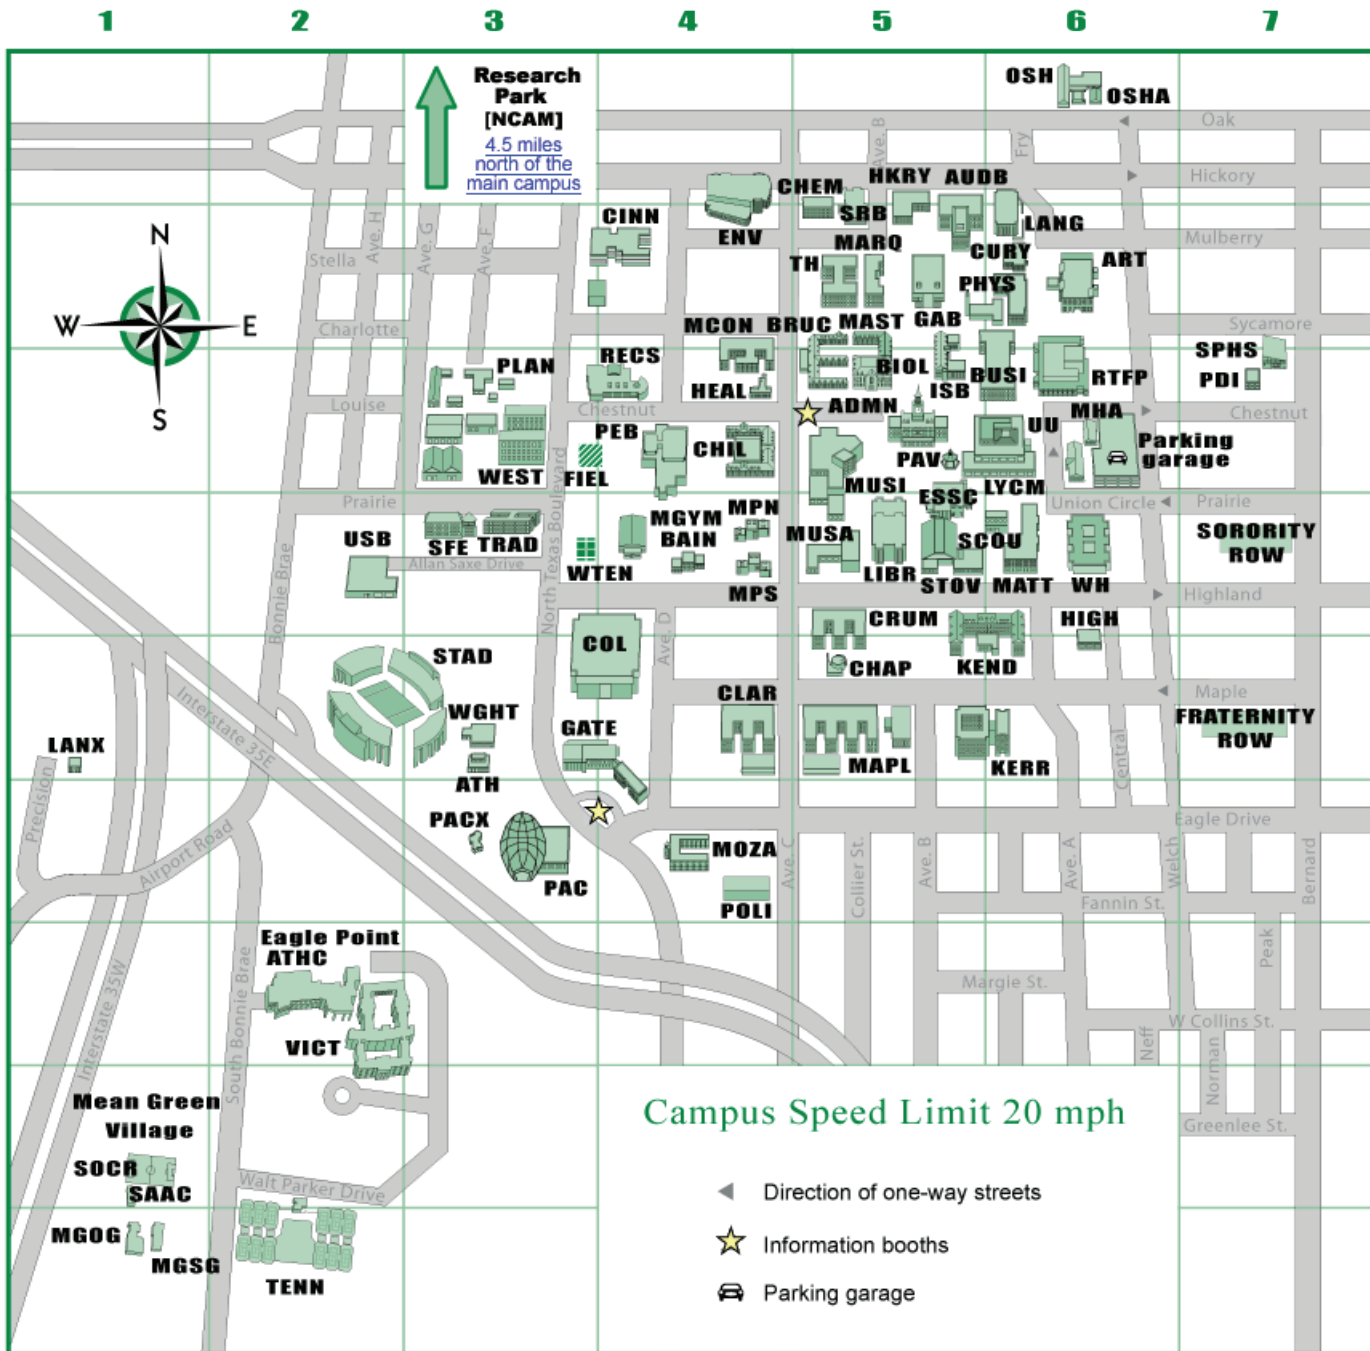 1 2 3 4 5 6 7
Research
Park
[NCAM]
4.5 miles
north of the
main campus
OSH
OSHA
Oak
Ave. B
Fry
Hickory
CHEM
HKRY
AUDB
SRB
LANG
ENV
CINN
MARQ
CURY
Mulberry
N
W
E
S
Ave. H
Ave. G
Ave. F
Stella
TH
PHYS
ART
GAB
Charlotte
MCON
BRUC
MAST
Sycamore
PLAN
RECS
BIOL
ISB
BUSI
RTFP
SPHS
PDI
HEAL
Louise
Chestnut
ADMN
MHA
Chestnut
PEB
CHIL
UU
Parking
garage
WEST
FIEL
PAV
MUSI
LYCM
ESSC
Prairie
North Texas Boulevard
Union Circle
Prairie
USB
SFE
TRAD
MGYM
BAIN
MPN
MUSA
SCOU
SORORITY
ROW
Allan Saxe Drive
WTEN
LIBR
STOV
MATT
WH
MPS
Highland
Bonnie Brae
COL
Ave. D
CRUM
HIGH
STAD
CHAP
KEND
Interstate 35E
CLAR
Maple
WGHT
GATE
FRATERNITY
ROW
LANX
ATH
MAPL
KERR
Central
Precision
PACX
Eagle Drive
Airport Road
PAC
MOZA
POLI
Ave. C
Collier St.
Ave. B
Ave. A
Welch
Bernard
Fannin St.
Eagle Point
ATHC
Peak
Interstate 35W
South Bonnie Brae
Margie St.
VICT
W Collins St.
Neff
Norman
Mean Green
Village
Campus Speed Limit 20 mph
Greenlee St.
SOCR
SAAC
Walt Parker Drive
Direction of one-way streets
MGOG
MGSG
TENN
Information booths
Parking garage